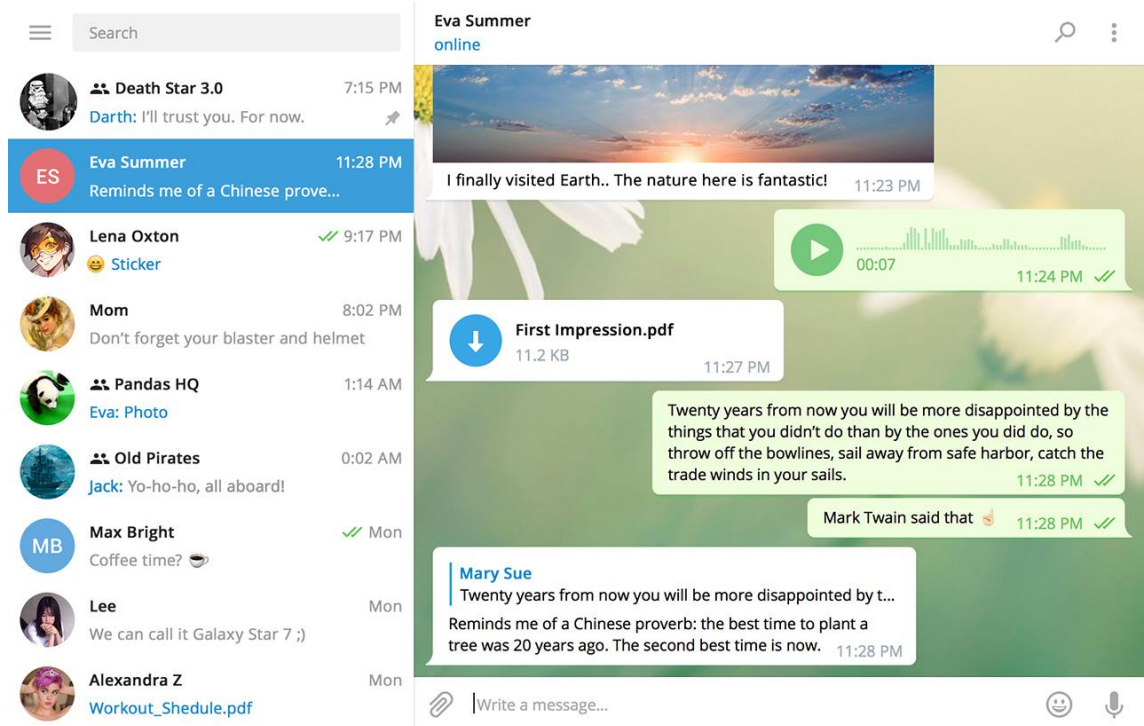 Search
Death Star 3.0 7:15 PM
Darth: I'll trust you. For now.
ES
Eva Summer 11:28 PM
Reminds me of a Chinese prove...
Lena Oxton 9:17 PM
😄 Sticker
Mom 8:02 PM
Don't forget your blaster and helmet
Pandas HQ 1:14 AM
Eva: Photo
Old Pirates 0:02 AM
Jack: Yo-ho-ho, all aboard!
MB
Max Bright Mon
Coffee time? ☕
Lee Mon
We can call it Galaxy Star 7 ;)
Alexandra Z Mon
Workout_Shedule.pdf
Eva Summer
online
I finally visited Earth.. The nature here is fantastic! 11:23 PM
00:07
11:24 PM
First Impression.pdf
11.2 KB
11:27 PM
Twenty years from now you will be more disappointed by the
things that you didn't do than by the ones you did do, so
throw off the bowlines, sail away from safe harbor, catch the
trade winds in your sails. 11:28 PM
Mark Twain said that ☝🏻 11:28 PM
Mary Sue
Twenty years from now you will be more disappointed by t...
Reminds me of a Chinese proverb: the best time to plant a
tree was 20 years ago. The second best time is now. 11:28 PM
Write a message...